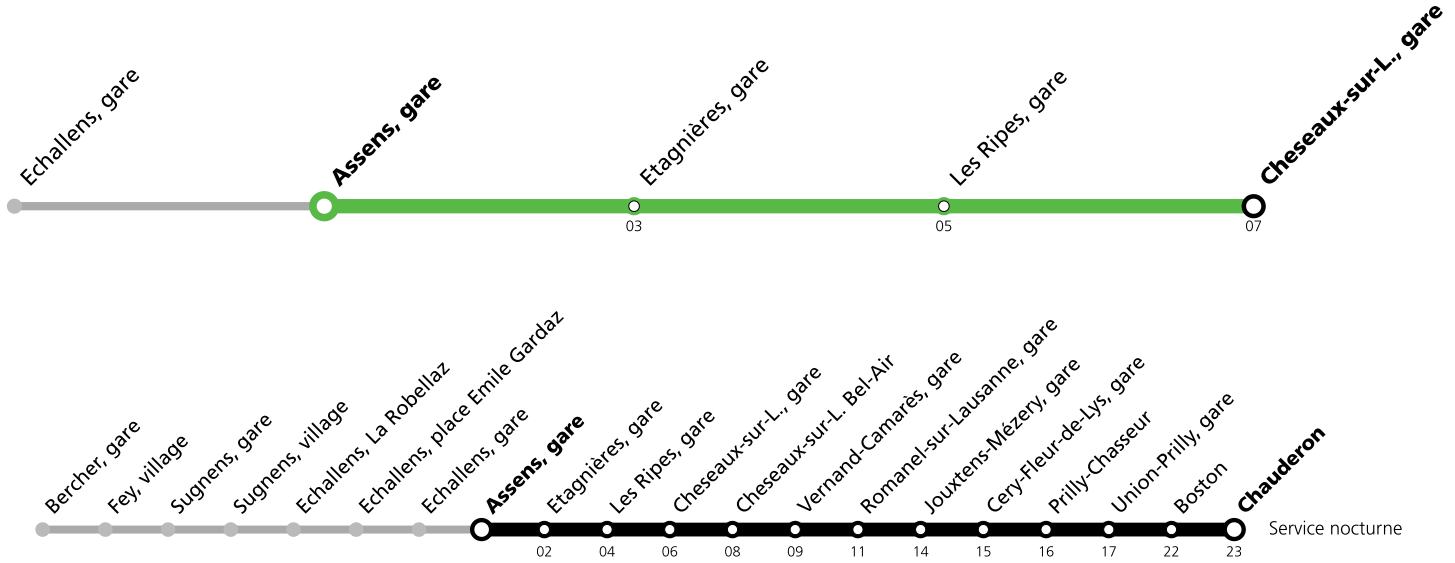 Echallens, gare
Assens, gare
Etagnières, gare
Les Ripes, gare
Cheseaux-sur-L., gare
03
05
07
Bercher, gare
Fey, village
Sugnens, gare
Sugnens, village
Echallens, La Robellaz
Echallens, place Emile Gardaz
Echallens, gare
Assens, gare
Etagnières, gare
Les Ripes, gare
Cheseaux-sur-L., gare
Cheseaux-sur-L. Bel-Air
Vernand-Camarès, gare
Romanel-sur-Lausanne, gare
Jouxtens-Mézery, gare
Cery-Fleur-de-Lys, gare
Prilly-Chasseur
Union-Prilly, gare
Boston
Chauderon
Service nocturne
02
04
06
08
09
11
14
15
16
17
22
23